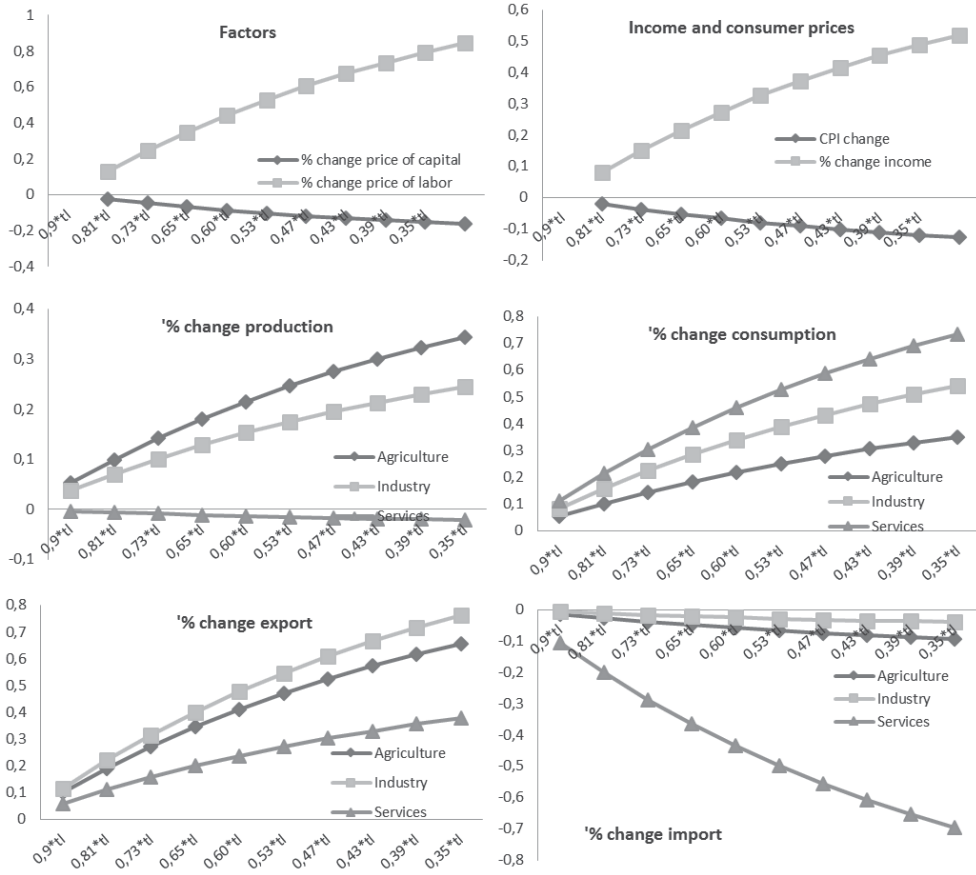 Factors
1
0,8
0,6
0,4
0,2
0
-0,2
-0,4
% change price of capital
% change price of labor
0,9*tl
0,81*tl
0,73*tl
0,65*tl
0,60*tl
0,53*tl
0,47*tl
0,43*tl
0,39*tl
0,35*tl
Income and consumer prices
0,6
0,5
0,4
0,3
0,2
0,1
0
-0,1
-0,2
CPI change
% change income
0,9*tl
0,81*tl
0,73*tl
0,65*tl
0,60*tl
0,53*tl
0,47*tl
0,43*tl
0,39*tl
0,35*tl
'% change production
0,4
0,3
0,2
0,1
0
-0,1
Agriculture
Industry
Services
0,9*tl
0,81*tl
0,73*tl
0,65*tl
0,60*tl
0,53*tl
0,47*tl
0,43*tl
0,39*tl
0,35*tl
'% change consumption
0,8
0,7
0,6
0,5
0,4
0,3
0,2
0,1
0
Agriculture
Industry
Services
0,9*tl
0,81*tl
0,73*tl
0,65*tl
0,60*tl
0,53*tl
0,47*tl
0,43*tl
0,39*tl
0,35*tl
'% change export
0,8
0,7
0,6
0,5
0,4
0,3
0,2
0,1
0
Agriculture
Industry
Services
0,9*tl
0,81*tl
0,73*tl
0,65*tl
0,60*tl
0,53*tl
0,47*tl
0,43*tl
0,39*tl
0,35*tl
0
-0,1
-0,2
-0,3
-0,4
-0,5
-0,6
-0,7
-0,8
0,9*tl
0,81*tl
0,73*tl
0,65*tl
0,60*tl
0,53*tl
0,47*tl
0,43*tl
0,39*tl
0,35*tl
Agriculture
Industry
Services
'% change import